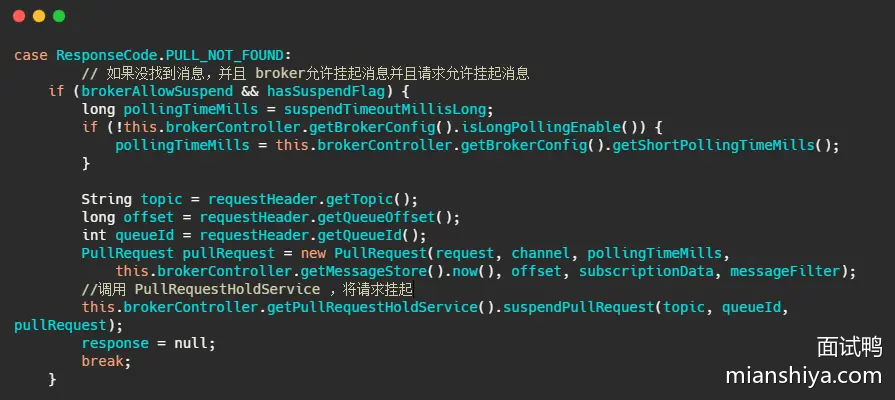 case ResponseCode.PULL_NOT_FOUND:
        // 如果没找到消息，并且 broker允许挂起消息并且请求允许挂起消息
    if (brokerAllowSuspend && hasSuspendFlag) {
        long pollingTimeMills = suspendTimeoutMillisLong;
        if (!this.brokerController.getBrokerConfig().isLongPollingEnable()) {
            pollingTimeMills = this.brokerController.getBrokerConfig().getShortPollingTimeMills();
        }

        String topic = requestHeader.getTopic();
        long offset = requestHeader.getQueueOffset();
        int queueId = requestHeader.getQueueId();
        PullRequest pullRequest = new PullRequest(request, channel, pollingTimeMills,
            this.brokerController.getMessageStore().now(), offset, subscriptionData, messageFilter);
        //调用 PullRequestHoldService ，将请求挂起
        this.brokerController.getPullRequestHoldService().suspendPullRequest(topic, queueId,
pullRequest);
        response = null;
        break;
    }
面试鸭
mianshiya.com